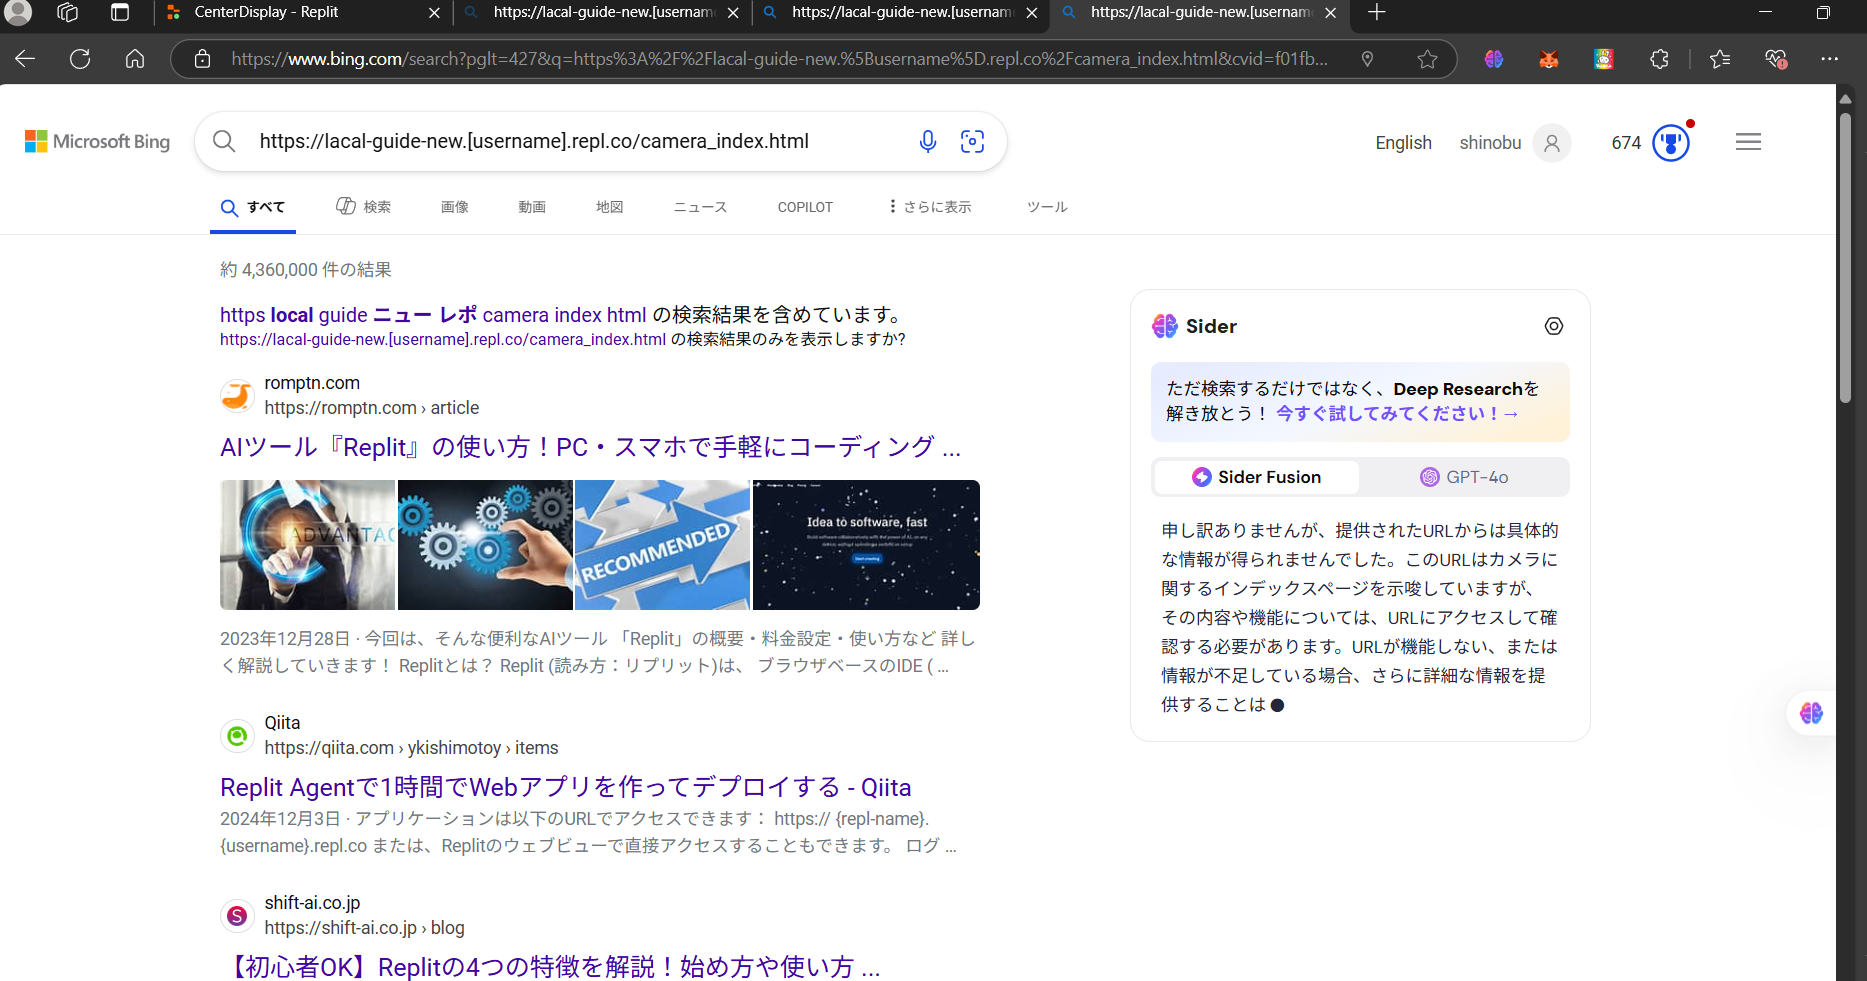 CenterDisplay - Replit
https://lacal-guide-new.[username
https://lacal-guide-new.[username
https://lacal-guide-new.[username
https://www.bing.com/search?pglt=427&q=https%3A%2F%2Flacal-guide-new.%5Busername%5D.repl.co%2Fcamera_index.html&cvid=f01fb...
Microsoft Bing
https://lacal-guide-new.[username].repl.co/camera_index.html
English
shinobu
674
すべて
検索
画像
動画
地図
ニュース
COPILOT
さらに表示
ツール
約 4,360,000 件の結果
https local guide ニュー レポ camera index html の検索結果を含めています。
https://lacal-guide-new.[username].repl.co/camera_index.html の検索結果のみを表示しますか?
romptn.com
https://romptn.com › article
AIツール『Replit』の使い方！PC・スマホで手軽にコーディング ...
ADVANTAG
RECOMMENDED
Idea to software, fast
2023年12月28日 · 今回は、そんな便利なAIツール 「Replit」の概要・料金設定・使い方など 詳し
く解説していきます！ Replitとは？ Replit (読み方：リプリット)は、 ブラウザベースのIDE ( ...
Qiita
https://qiita.com › ykishimotoy › items
Replit Agentで1時間でWebアプリを作ってデプロイする - Qiita
2024年12月3日 · アプリケーションは以下のURLでアクセスできます： https:// {repl-name}.
{username}.repl.co または、Replitのウェブビューで直接アクセスすることもできます。 ログ ...
shift-ai.co.jp
https://shift-ai.co.jp › blog
【初心者OK】Replitの4つの特徴を解説！始め方や使い方 ...
Sider
ただ検索するだけではなく、Deep Researchを
解き放とう！ 今すぐ試してみてください！→
Sider Fusion
GPT-4o
申し訳ありませんが、提供されたURLからは具体的
な情報が得られませんでした。このURLはカメラに
関するインデックスページを示唆していますが、
その内容や機能については、URLにアクセスして確
認する必要があります。URLが機能しない、または
情報が不足している場合、さらに詳細な情報を提
供することは